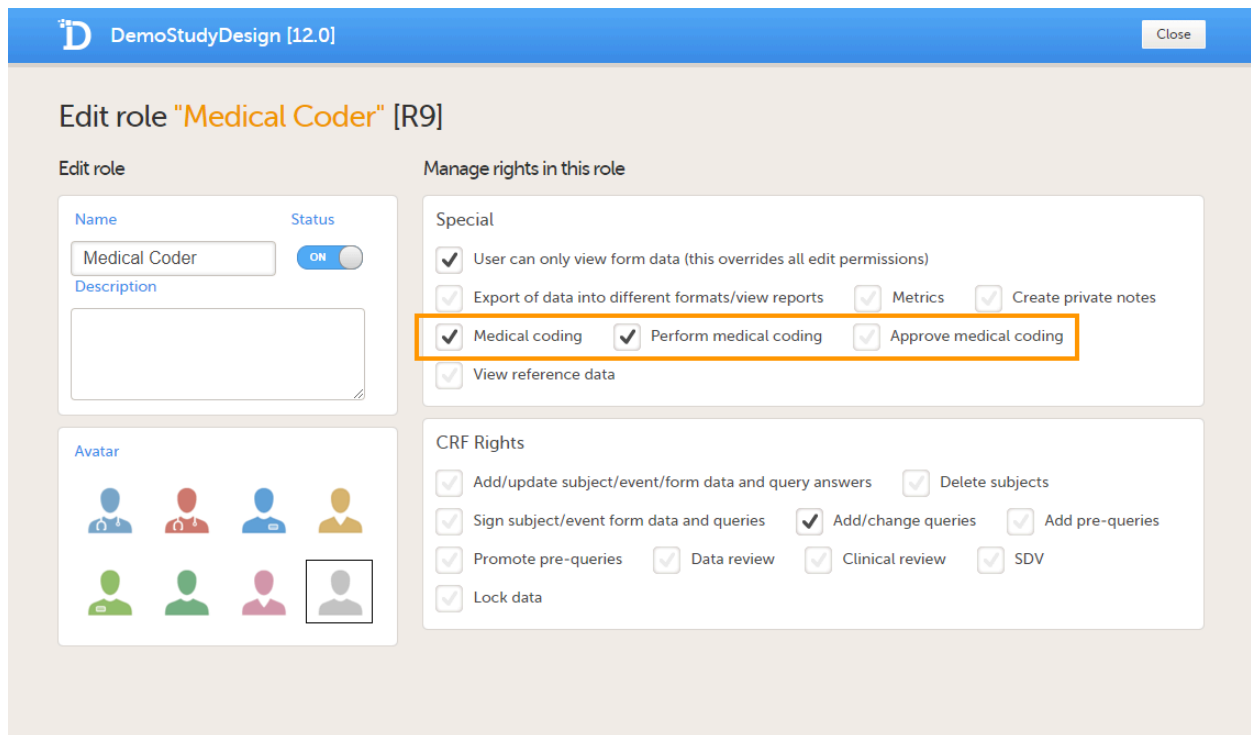 DemoStudyDesign [12.0]
Close
Edit role "Medical Coder" [R9]
Edit role
Name
Status
Medical Coder
ON
Description
Avatar
Manage rights in this role
Special
User can only view form data (this overrides all edit permissions)
Export of data into different formats/view reports Metrics Create private notes
Medical coding Perform medical coding Approve medical coding
View reference data
CRF Rights
Add/update subject/event/form data and query answers Delete subjects
Sign subject/event form data and queries Add/change queries Add pre-queries
Promote pre-queries Data review Clinical review SDV
Lock data